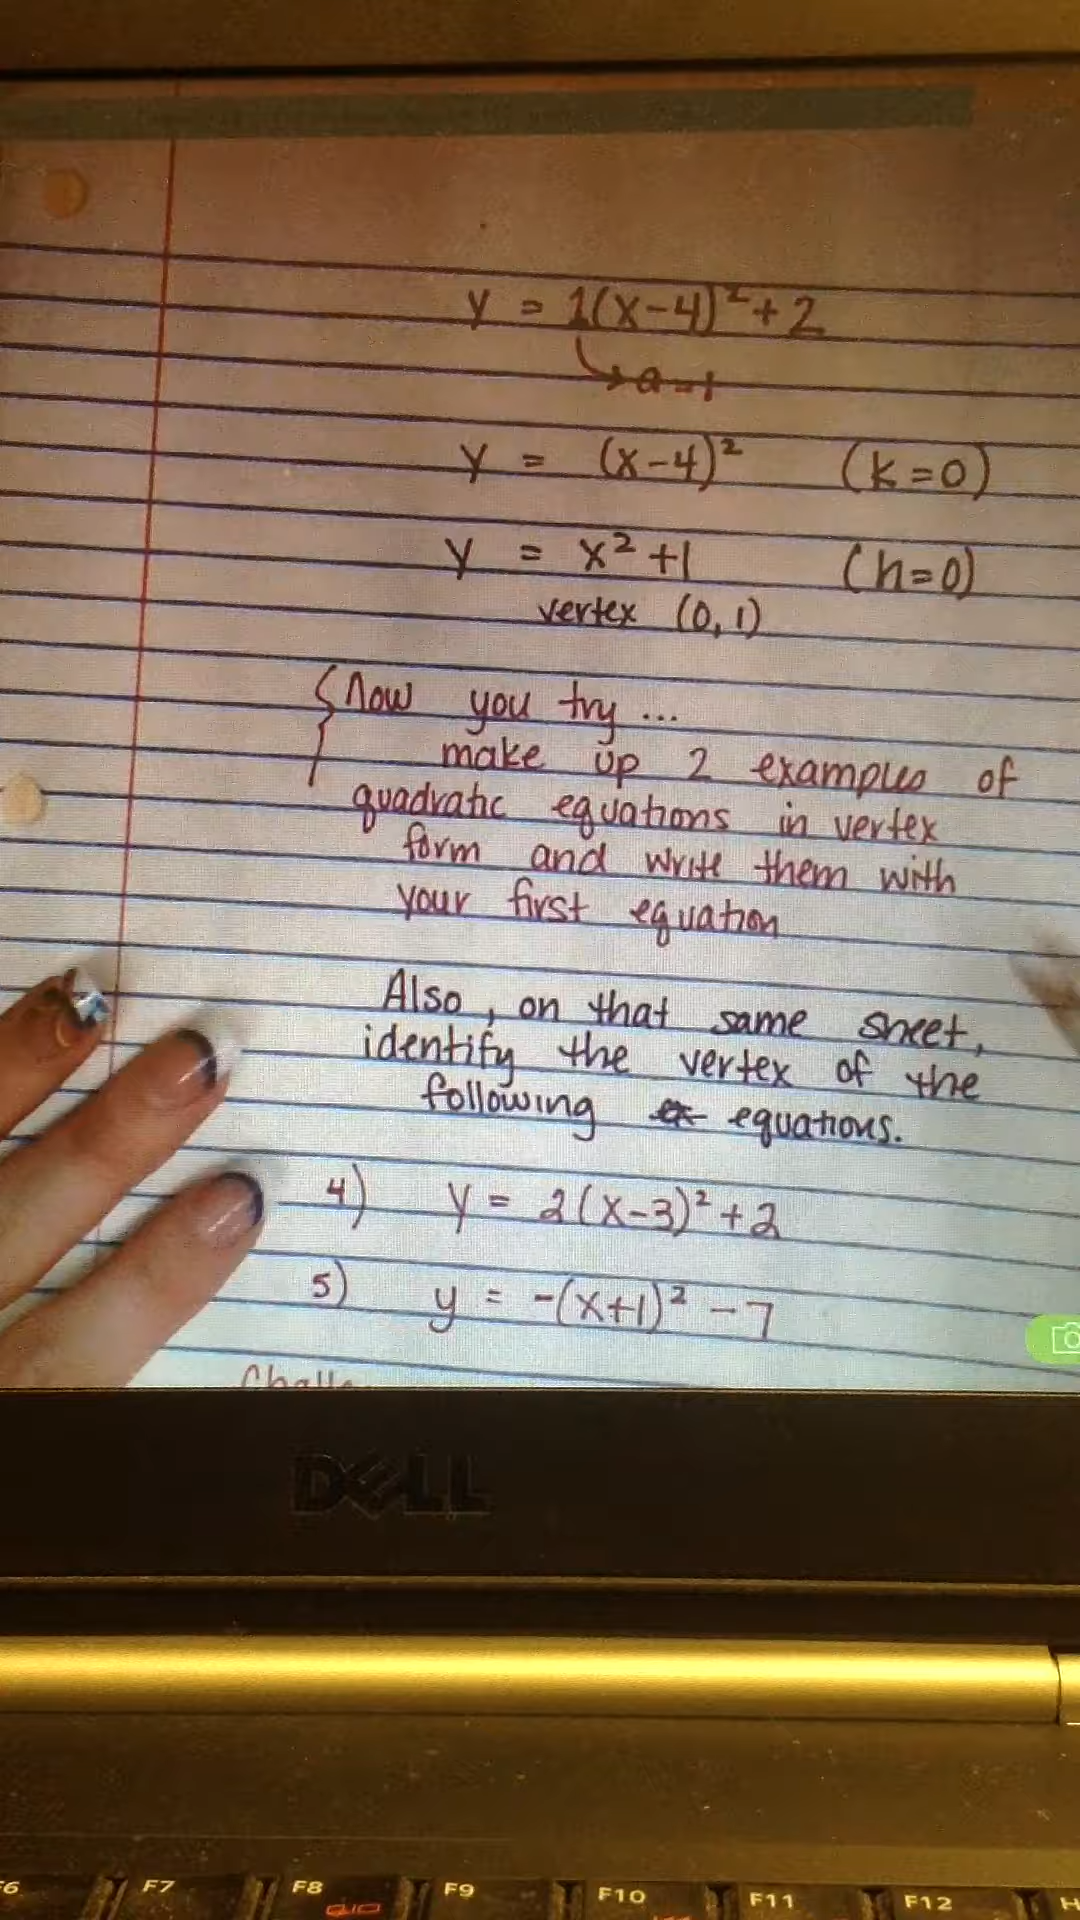 y = 1(x-4)² + 2
→ a=1
y = (x-4)² (k=0)
y = x² +1 (h=0)
vertex (0,1)
Now you try ...
make up 2 examples of
quadratic equations in vertex
form and write them with
your first equation
Also, on that same sheet,
identify the vertex of the
following equations.
4) y = 2(x-3)² +2
5) y = -(x+1)² -7
DELL
F7 F8 F9 F10 F11 F12